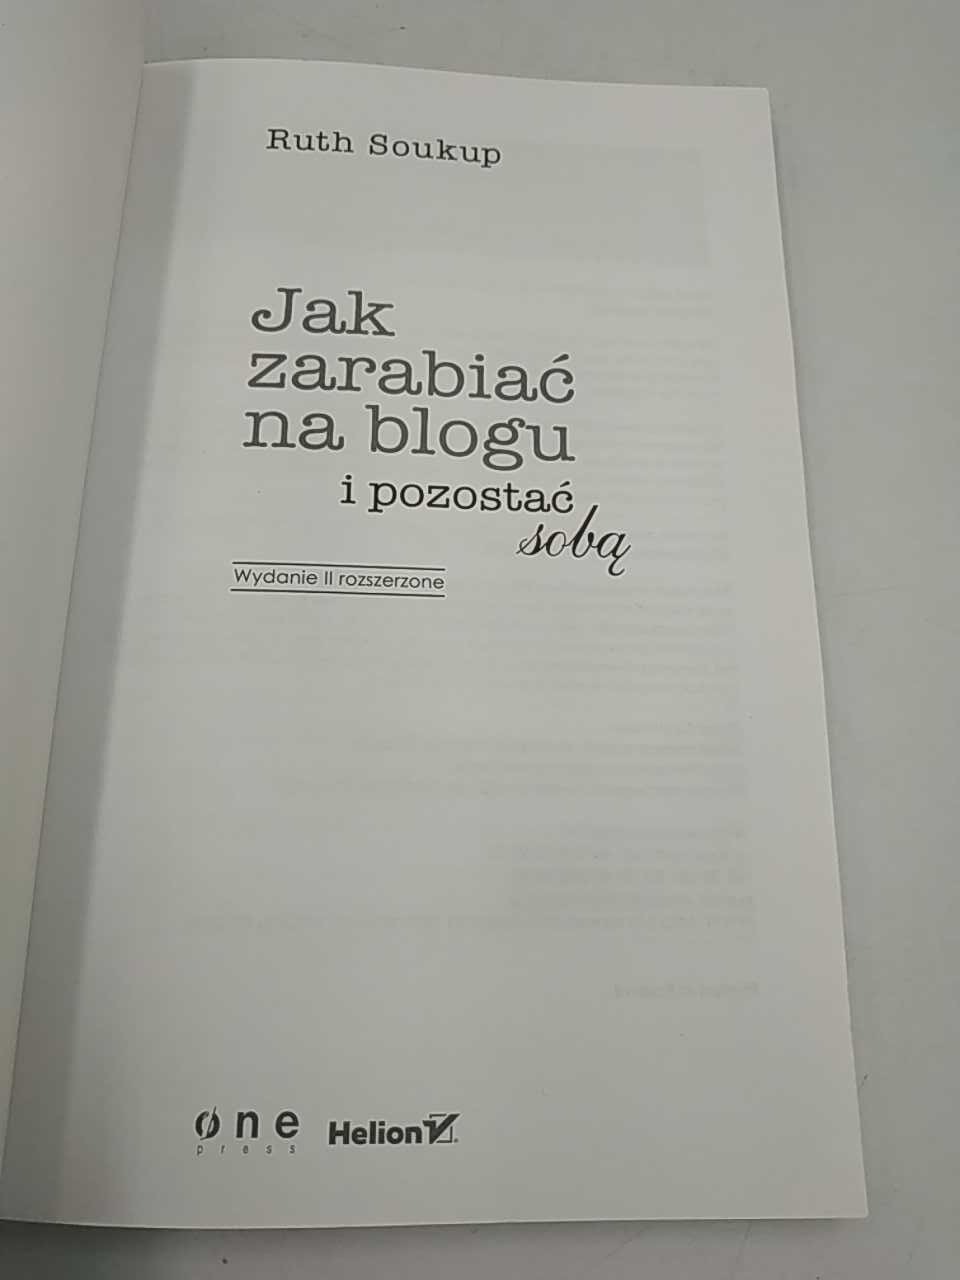 Ruth Soukup
Jak
zarabiać
na blogu
i pozostać
sobą
Wydanie II rozszerzone
one
press
Helion